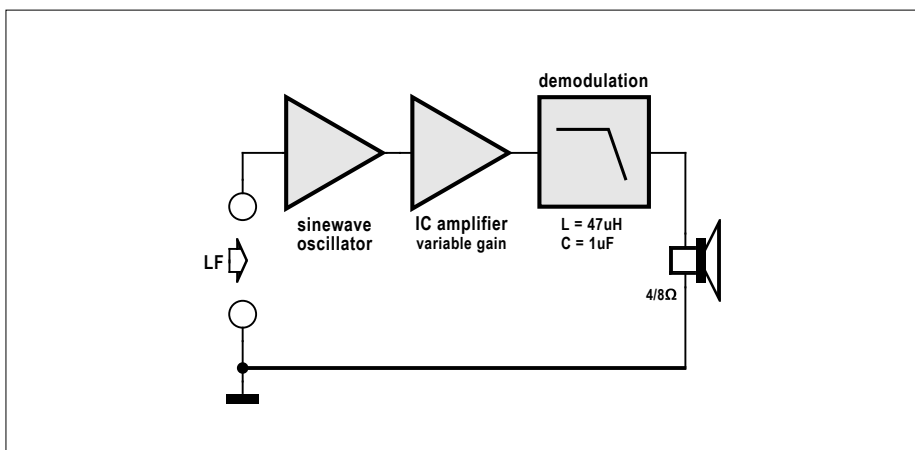 demodulation
sinewave
oscillator
IC amplifier
variable gain
L = 47uH
C = 1uF
LF
4/8Ω